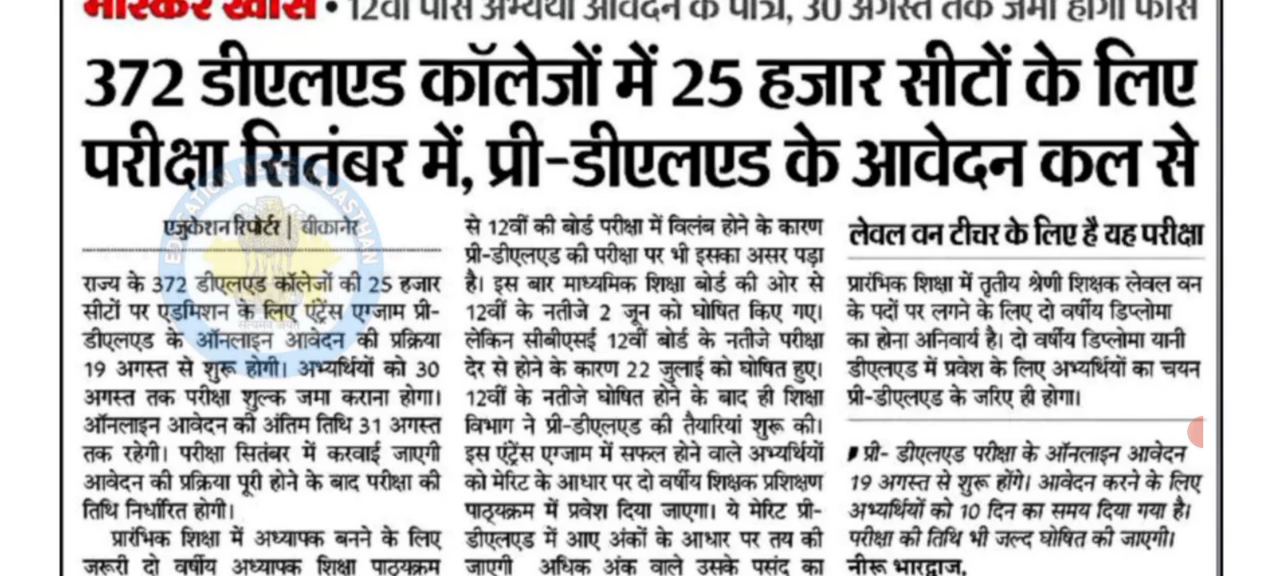 भास्कर खास • 12वीं पास अभ्यर्थी आवेदन के पात्र, 30 अगस्त तक जमा होगी फीस
372 डीएलएड कॉलेजों में 25 हजार सीटों के लिए
परीक्षा सितंबर में, प्री-डीएलएड के आवेदन कल से
एजुकेशन रिपोर्टर | बीकानेर
राज्य के 372 डीएलएड कॉलेजों की 25 हजार
सीटों पर एडमिशन के लिए एंट्रेंस एग्जाम प्री-
डीएलएड के ऑनलाइन आवेदन की प्रक्रिया
19 अगस्त से शुरू होगी। अभ्यर्थियों को 30
अगस्त तक परीक्षा शुल्क जमा कराना होगा।
ऑनलाइन आवेदन की अंतिम तिथि 31 अगस्त
तक रहेगी। परीक्षा सितंबर में करवाई जाएगी
आवेदन की प्रक्रिया पूरी होने के बाद परीक्षा की
तिथि निर्धारित होगी।
प्रारंभिक शिक्षा में अध्यापक बनने के लिए
जरूरी दो वर्षीय अध्यापक शिक्षा पाठ्यक्रम
से 12वीं की बोर्ड परीक्षा में विलंब होने के कारण
प्री-डीएलएड की परीक्षा पर भी इसका असर पड़ा
है। इस बार माध्यमिक शिक्षा बोर्ड की ओर से
12वीं के नतीजे 2 जून को घोषित किए गए।
लेकिन सीबीएसई 12वीं बोर्ड के नतीजे परीक्षा
देर से होने के कारण 22 जुलाई को घोषित हुए।
12वीं के नतीजे घोषित होने के बाद ही शिक्षा
विभाग ने प्री-डीएलएड की तैयारियां शुरू की।
इस एंट्रेंस एग्जाम में सफल होने वाले अभ्यर्थियों
को मेरिट के आधार पर दो वर्षीय शिक्षक प्रशिक्षण
पाठ्यक्रम में प्रवेश दिया जाएगा। ये मेरिट प्री-
डीएलएड में आए अंकों के आधार पर तय की
जाएगी अधिक अंक वाले उसके पसंद का
लेवल वन टीचर के लिए है यह परीक्षा
प्रारंभिक शिक्षा में तृतीय श्रेणी शिक्षक लेवल वन
के पदों पर लगने के लिए दो वर्षीय डिप्लोमा
का होना अनिवार्य है। दो वर्षीय डिप्लोमा यानी
डीएलएड में प्रवेश के लिए अभ्यर्थियों का चयन
प्री-डीएलएड के जरिए ही होगा।
प्री- डीएलएड परीक्षा के ऑनलाइन आवेदन
19 अगस्त से शुरू होंगे। आवेदन करने के लिए
अभ्यर्थियों को 10 दिन का समय दिया गया है।
परीक्षा की तिथि भी जल्द घोषित की जाएगी।
नीरू भारद्वाज,
EDUCATION NEWS RAJASTHAN
सत्यमेव जयते